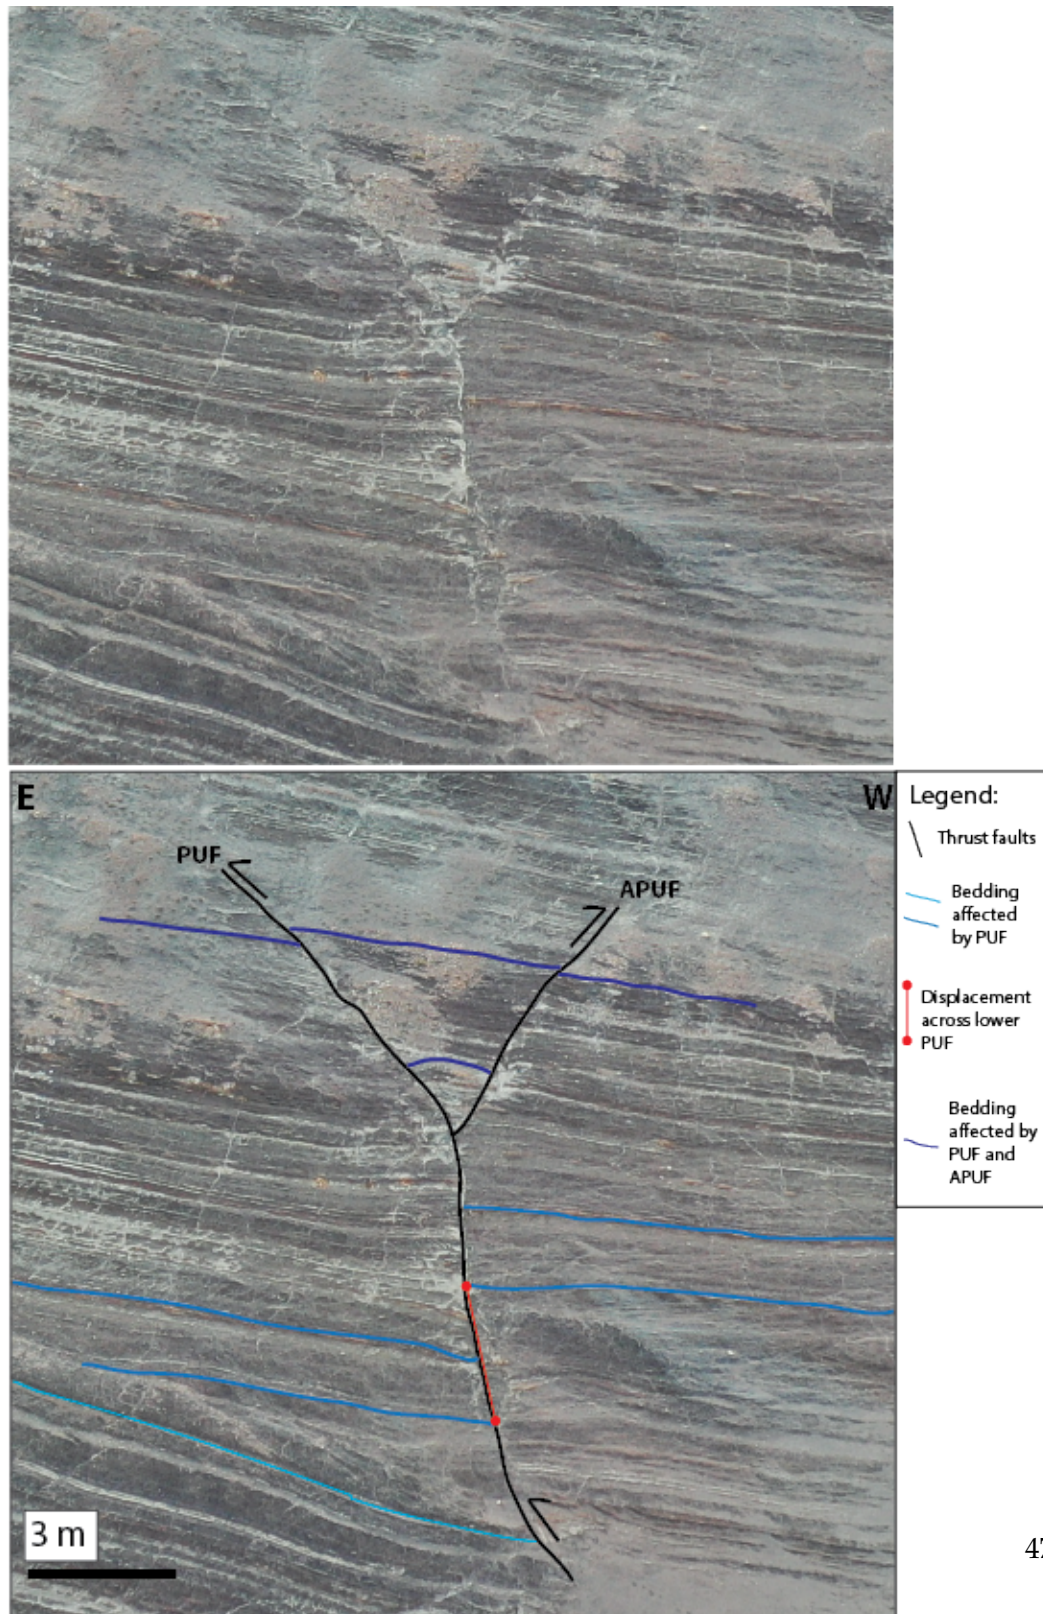 E
W
PUF
APUF
3 m
Legend:
Thrust faults
Bedding
affected
by PUF
Displacement
across lower
PUF
Bedding
affected by
PUF and
APUF